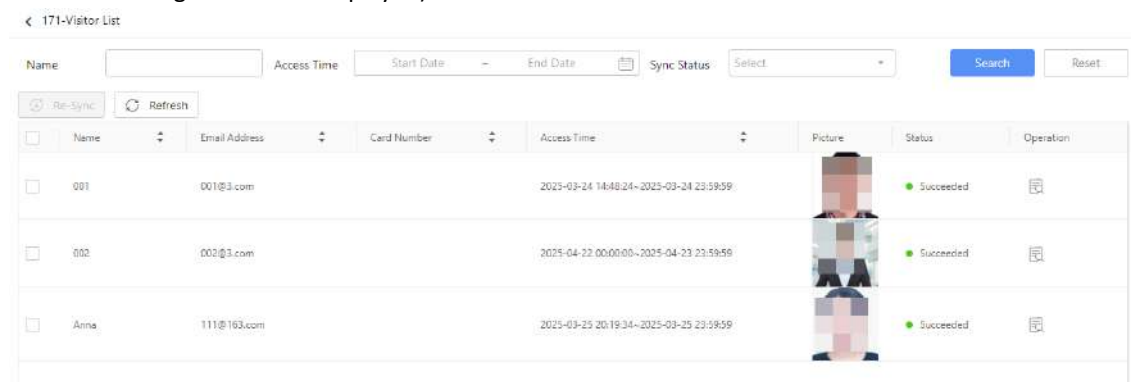 171-Visitor List
Name Access Time Start Date – End Date Sync Status Select Search Reset
Re-Sync Refresh
Name Email Address Card Number Access Time Picture Status Operation
001 001@3.com 2025-03-24 14:48:24~2025-03-24 23:59:59 Succeeded
002 002@3.com 2025-04-22 00:00:00~2025-04-23 23:59:59 Succeeded
Anna 111@163.com 2025-03-25 20:19:34~2025-03-25 23:59:59 Succeeded